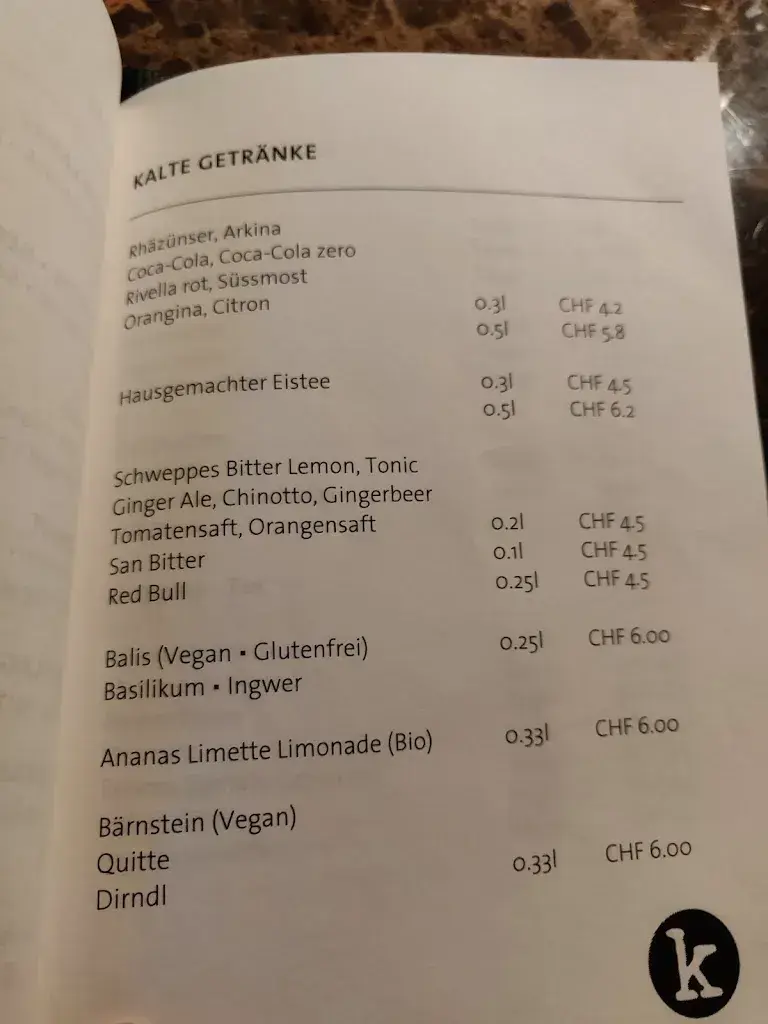 KALTE GETRÄNKE
Rhäzünser, Arkina
Coca-Cola, Coca-Cola zero
Rivella rot, Süssmost
Orangina, Citron 0.3l CHF 4.2
0.5l CHF 5.8
Hausgemachter Eistee 0.3l CHF 4.5
0.5l CHF 6.2
Schweppes Bitter Lemon, Tonic
Ginger Ale, Chinotto, Gingerbeer
Tomatensaft, Orangensaft 0.2l CHF 4.5
San Bitter 0.1l CHF 4.5
Red Bull 0.25l CHF 4.5
Balis (Vegan ▪ Glutenfrei) 0.25l CHF 6.00
Basilikum ▪ Ingwer
Ananas Limette Limonade (Bio) 0.33l CHF 6.00
Bärnstein (Vegan)
Quitte 0.33l CHF 6.00
Dirndl
k